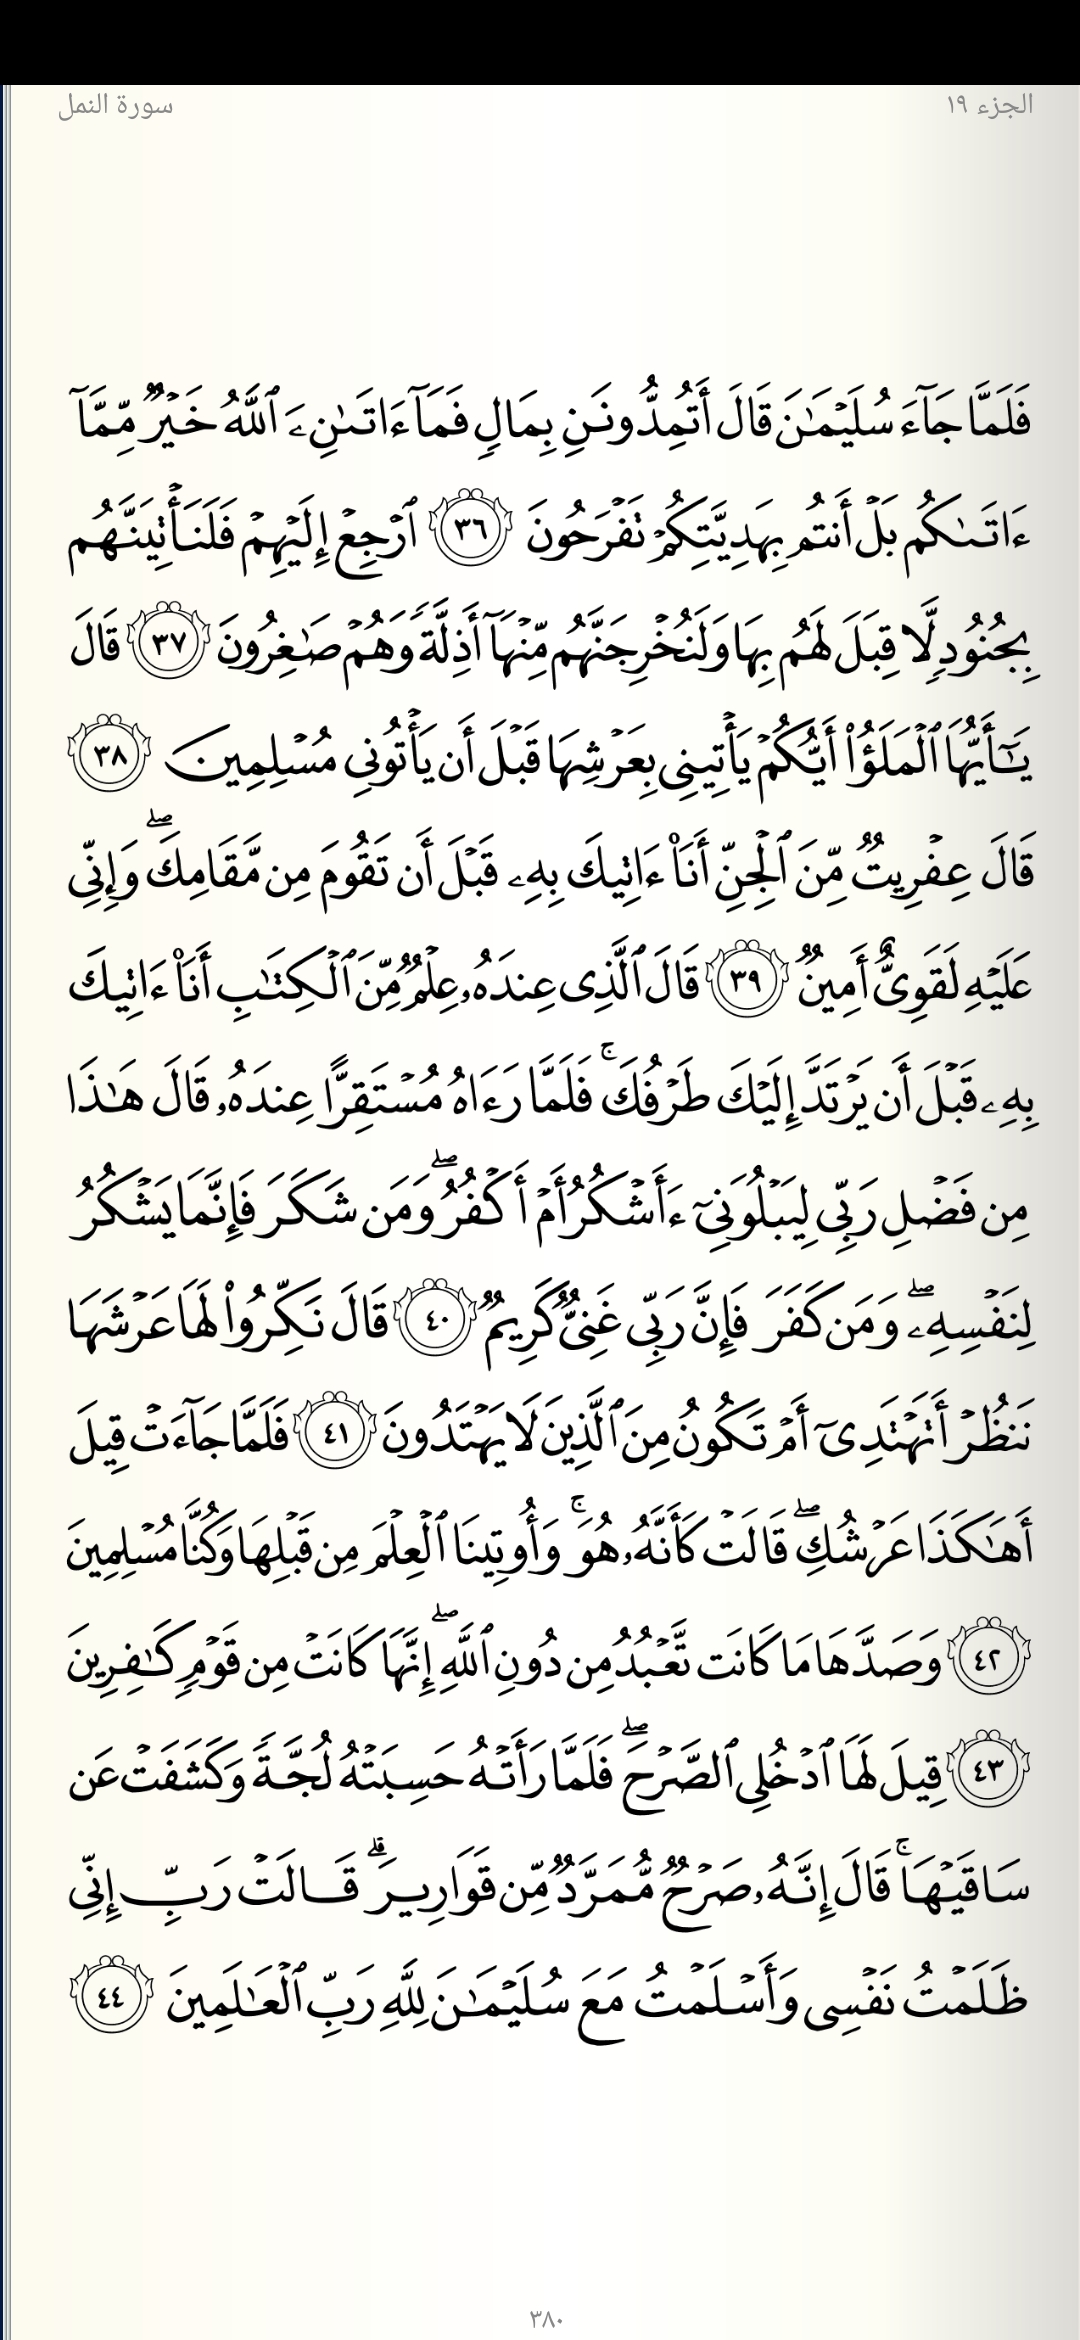 الجزء ١٩
سورة النمل
فَلَمَّا جَآءَ سُلَيْمَٰنَ قَالَ أَتُمِدُّونَنِ بِمَالٍ فَمَآ ءَاتَىٰنِۦَ ٱللَّهُ خَيْرٌ مِّمَّآ
ءَاتَىٰكُم بَلْ أَنتُم بِهَدِيَّتِكُمْ تَفْرَحُونَ ٣٦ ٱرْجِعْ إِلَيْهِمْ فَلَنَأْتِيَنَّهُم
بِجُنُودٍ لَّا قِبَلَ لَهُم بِهَا وَلَنُخْرِجَنَّهُم مِّنْهَآ أَذِلَّةً وَهُمْ صَٰغِرُونَ ٣٧ قَالَ
يَٰٓأَيُّهَا ٱلْمَلَؤُا۟ أَيُّكُمْ يَأْتِينِى بِعَرْشِهَا قَبْلَ أَن يَأْتُونِى مُسْلِمِينَ ٣٨
قَالَ عِفْرِيتٌ مِّنَ ٱلْجِنِّ أَنَا۠ ءَاتِيكَ بِهِۦ قَبْلَ أَن تَقُومَ مِن مَّقَامِكَ ۖ وَإِنِّى
عَلَيْهِ لَقَوِىٌّ أَمِينٌ ٣٩ قَالَ ٱلَّذِى عِندَهُۥ عِلْمٌ مِّنَ ٱلْكِتَٰبِ أَنَا۠ ءَاتِيكَ
بِهِۦ قَبْلَ أَن يَرْتَدَّ إِلَيْكَ طَرْفُكَ ۚ فَلَمَّا رَءَاهُ مُسْتَقِرًّا عِندَهُۥ قَالَ هَٰذَا
مِن فَضْلِ رَبِّى لِيَبْلُوَنِىٓ ءَأَشْكُرُ أَمْ أَكْفُرُ ۖ وَمَن شَكَرَ فَإِنَّمَا يَشْكُرُ
لِنَفْسِهِۦ ۖ وَمَن كَفَرَ فَإِنَّ رَبِّى غَنِىٌّ كَرِيمٌ ٤٠ قَالَ نَكِّرُوا۟ لَهَا عَرْشَهَا
نَنظُرْ أَتَهْتَدِىٓ أَمْ تَكُونُ مِنَ ٱلَّذِينَ لَا يَهْتَدُونَ ٤١ فَلَمَّا جَآءَتْ قِيلَ
أَهَٰكَذَا عَرْشُكِ ۖ قَالَتْ كَأَنَّهُۥ هُوَ ۚ وَأُوتِينَا ٱلْعِلْمَ مِن قَبْلِهَا وَكُنَّا مُسْلِمِينَ
٤٢ وَصَدَّهَا مَا كَانَت تَّعْبُدُ مِن دُونِ ٱللَّهِ ۖ إِنَّهَا كَانَتْ مِن قَوْمٍ كَٰفِرِينَ
٤٣ قِيلَ لَهَا ٱدْخُلِى ٱلصَّرْحَ ۖ فَلَمَّا رَأَتْهُ حَسِبَتْهُ لُجَّةً وَكَشَفَتْ عَن
سَاقَيْهَا ۚ قَالَ إِنَّهُۥ صَرْحٌ مُّمَرَّدٌ مِّن قَوَارِيرَ ۗ قَالَتْ رَبِّ إِنِّى
ظَلَمْتُ نَفْسِى وَأَسْلَمْتُ مَعَ سُلَيْمَٰنَ لِلَّهِ رَبِّ ٱلْعَٰلَمِينَ ٤٤
٣٨٠